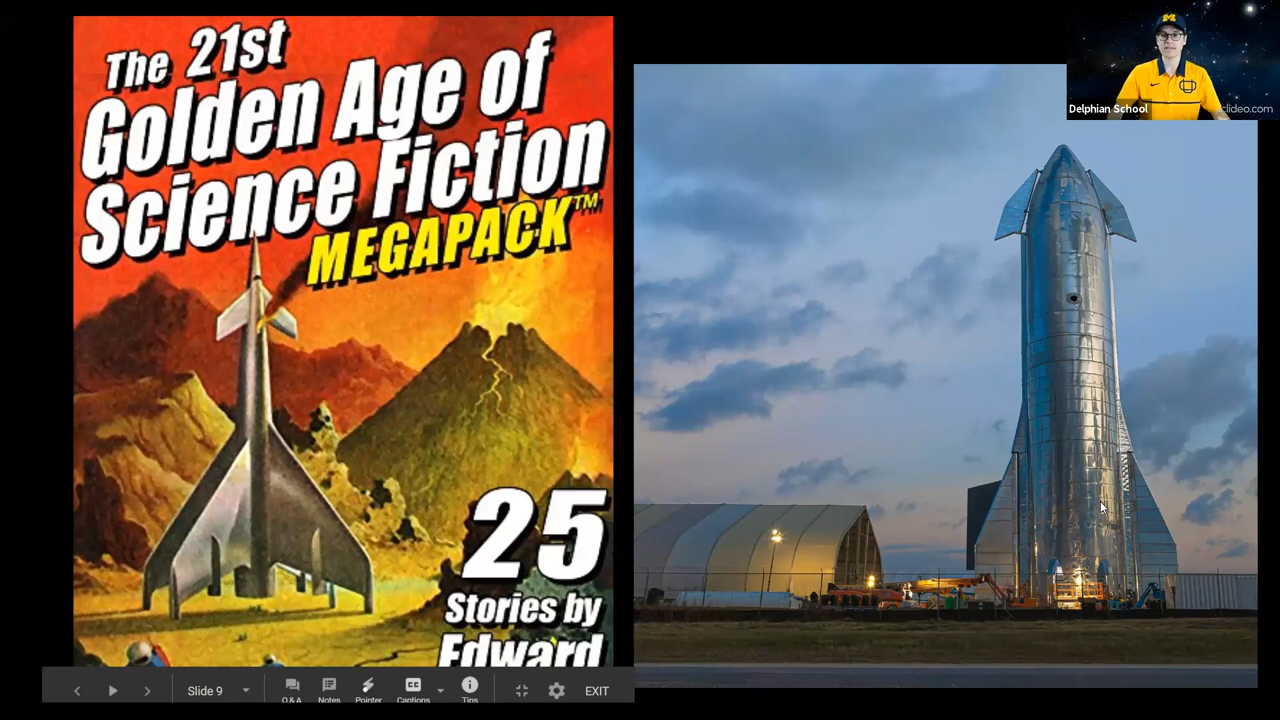 The 21st
Golden Age of
Science Fiction
MEGAPACK™
25
Stories by
Edward
M
Delphian School
clideo.com
Slide 9
Q & A
Notes
Pointer
CC
Captions
Tips
EXIT